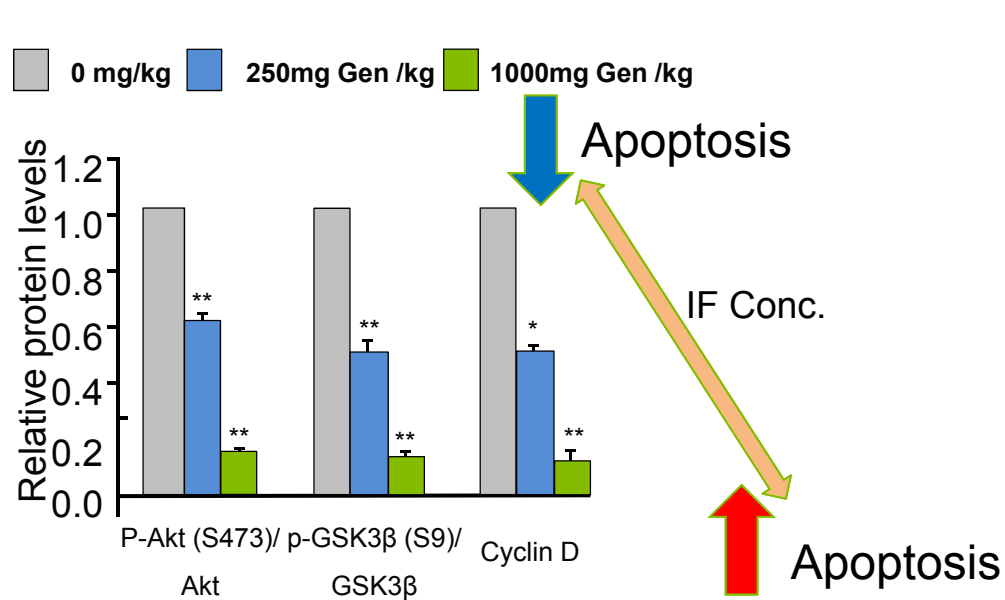 0 mg/kg 250mg Gen /kg 1000mg Gen /kg
Apoptosis
Relative protein levels
1.2
1.0
0.8
0.6
0.4
0.2
0.0
** ** * 
** ** **
IF Conc.
P-Akt (S473)/ p-GSK3β (S9)/ Cyclin D
Akt GSK3β
Apoptosis